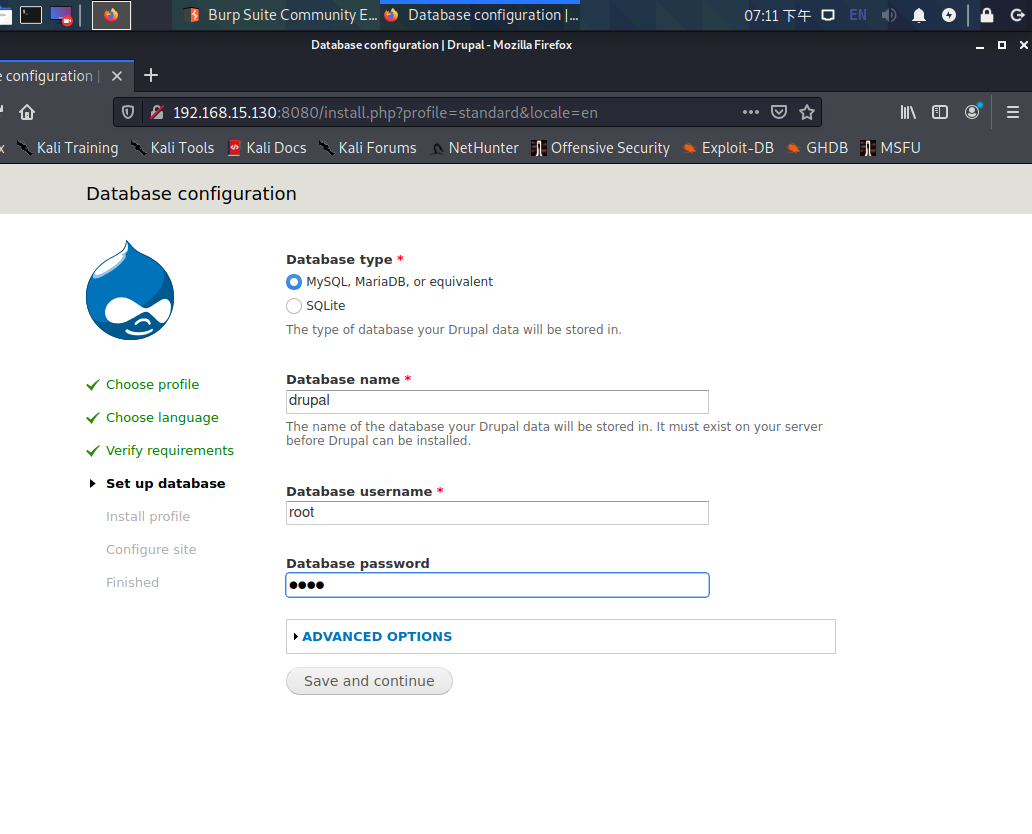 Burp Suite Community E...
Database configuration |...
07:11 下午
EN
Database configuration | Drupal - Mozilla Firefox
configuration |
192.168.15.130:8080/install.php?profile=standard&locale=en
Kali Training
Kali Tools
Kali Docs
Kali Forums
NetHunter
Offensive Security
Exploit-DB
GHDB
MSFU
Database configuration
Database type *
MySQL, MariaDB, or equivalent
SQLite
The type of database your Drupal data will be stored in.
Choose profile
Choose language
Verify requirements
Set up database
Install profile
Configure site
Finished
Database name *
drupal
The name of the database your Drupal data will be stored in. It must exist on your server
before Drupal can be installed.
Database username *
root
Database password
●●●●
ADVANCED OPTIONS
Save and continue